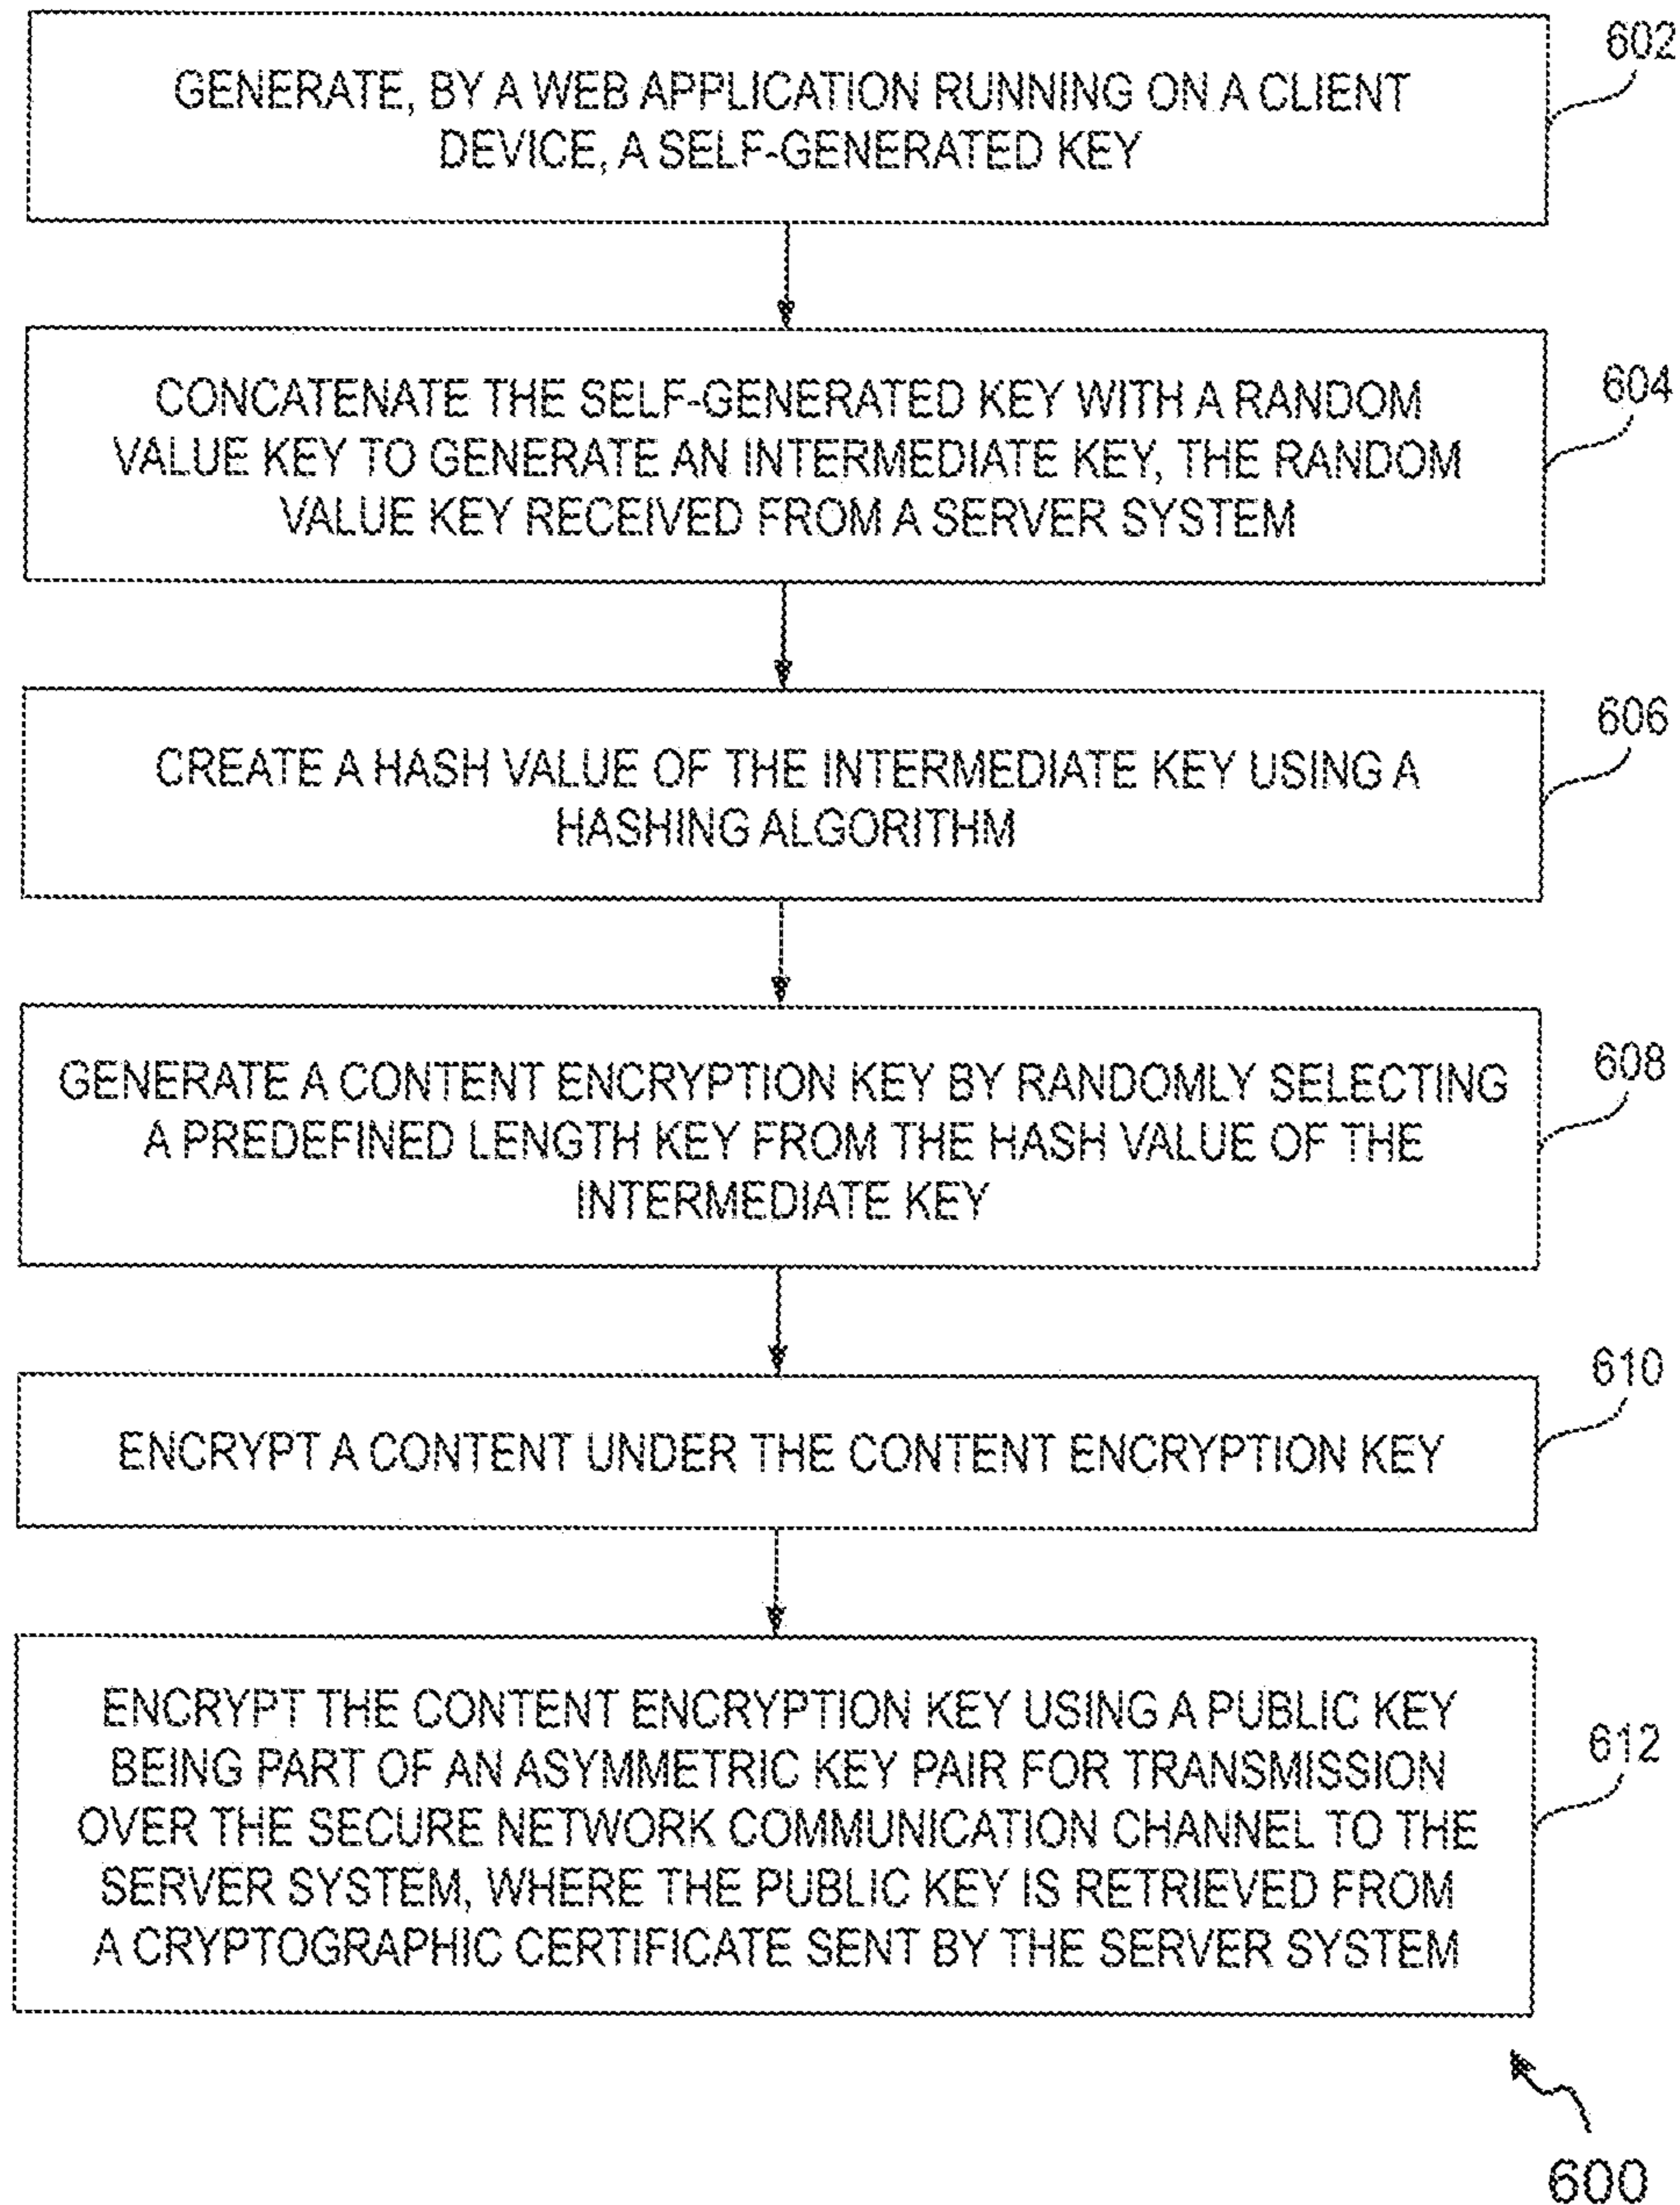 602
GENERATE, BY A WEB APPLICATION RUNNING ON A CLIENT
DEVICE, A SELF-GENERATED KEY
604
CONCATENATE THE SELF-GENERATED KEY WITH A RANDOM
VALUE KEY TO GENERATE AN INTERMEDIATE KEY, THE RANDOM
VALUE KEY RECEIVED FROM A SERVER SYSTEM
606
CREATE A HASH VALUE OF THE INTERMEDIATE KEY USING A
HASHING ALGORITHM
608
GENERATE A CONTENT ENCRYPTION KEY BY RANDOMLY SELECTING
A PREDEFINED LENGTH KEY FROM THE HASH VALUE OF THE
INTERMEDIATE KEY
610
ENCRYPT A CONTENT UNDER THE CONTENT ENCRYPTION KEY
612
ENCRYPT THE CONTENT ENCRYPTION KEY USING A PUBLIC KEY
BEING PART OF AN ASYMMETRIC KEY PAIR FOR TRANSMISSION
OVER THE SECURE NETWORK COMMUNICATION CHANNEL TO THE
SERVER SYSTEM, WHERE THE PUBLIC KEY IS RETRIEVED FROM
A CRYPTOGRAPHIC CERTIFICATE SENT BY THE SERVER SYSTEM
600